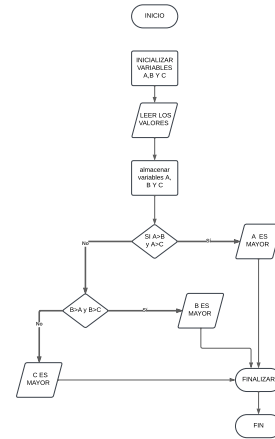 INICIO
INICIALIZAR
VARIABLES
A,B Y C
LEER LOS
VALORES
almacenar
variables A,
B Y C
SI A>B
y A>C
No
SI
A ES
MAYOR
B>A y B>C
SI
B ES
MAYOR
No
C ES
MAYOR
FINALIZAR
FIN